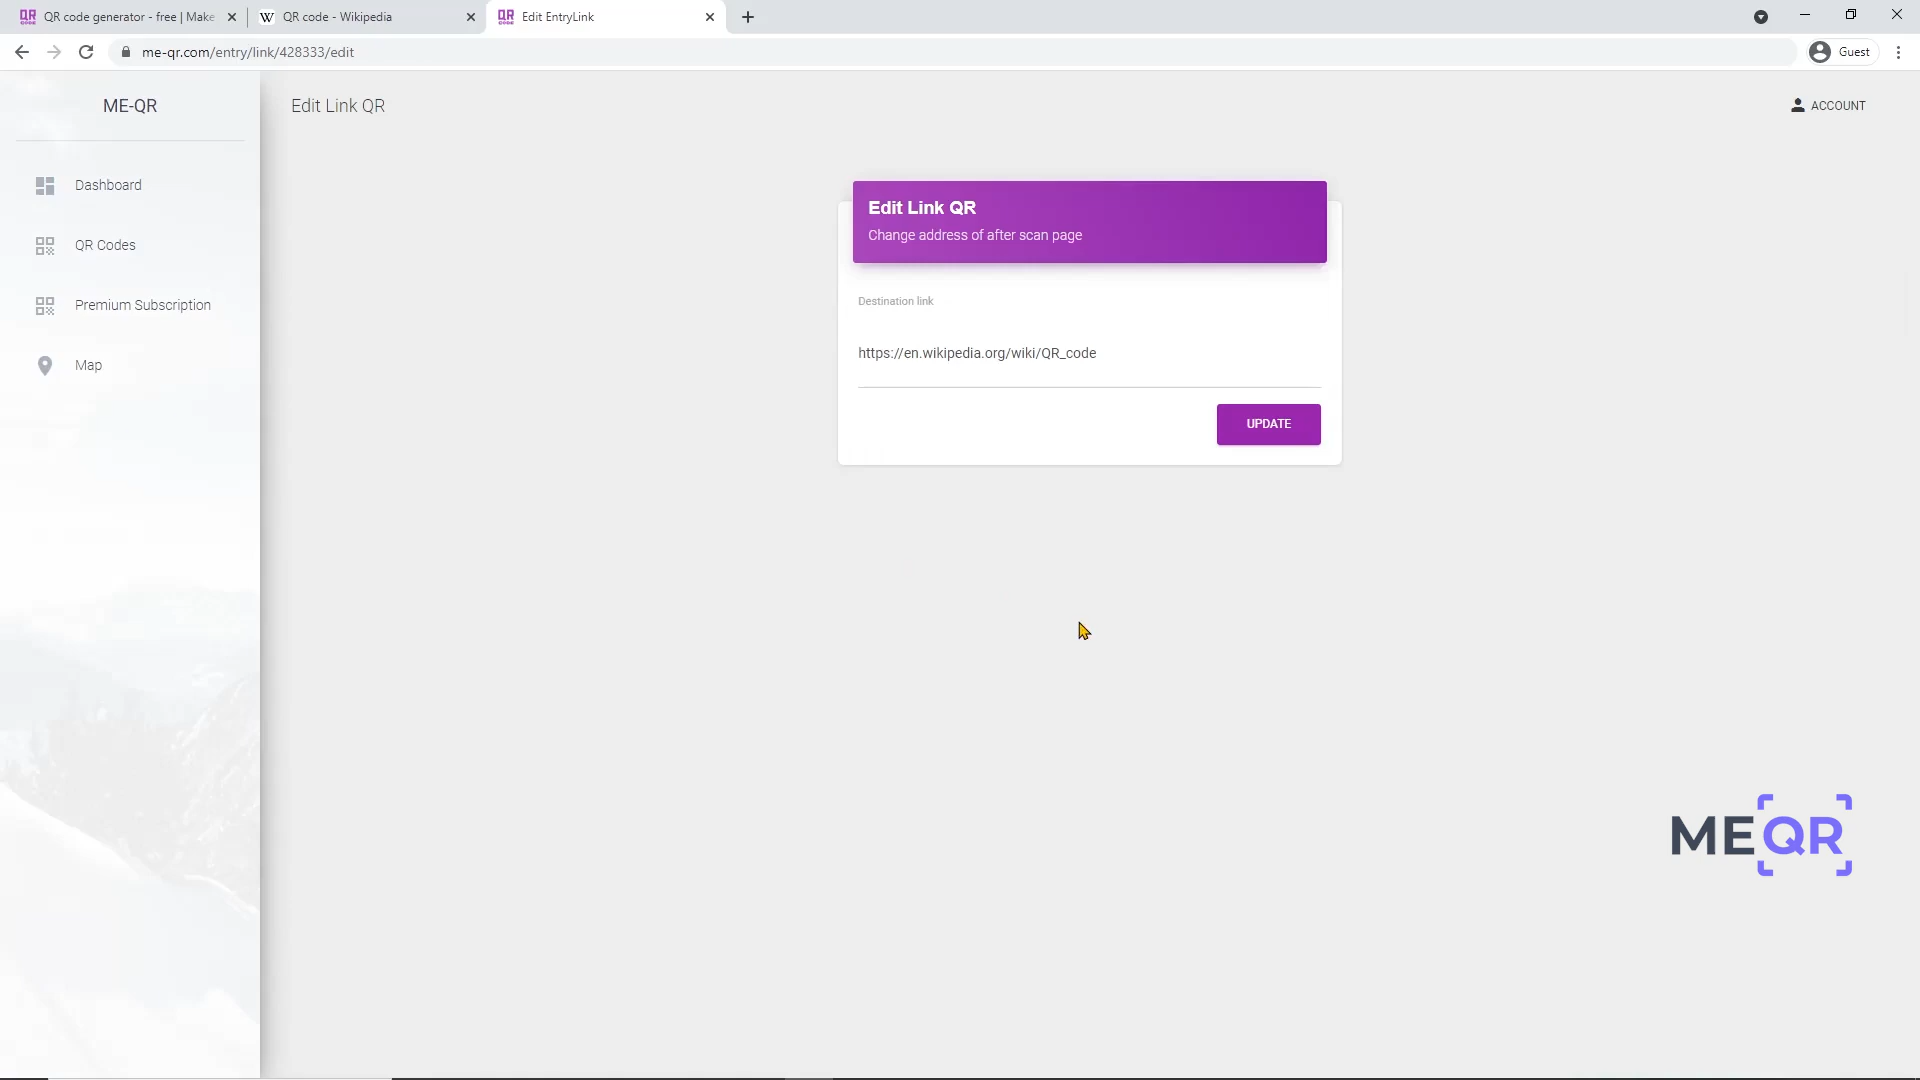 QR code generator - free | Make
QR code - Wikipedia
Edit EntryLink
me-qr.com/entry/link/428333/edit
Guest
ME-QR
Edit Link QR
ACCOUNT
Dashboard
QR Codes
Premium Subscription
Map
Edit Link QR
Change address of after scan page
Destination link
https://en.wikipedia.org/wiki/QR_code
UPDATE
MEQR